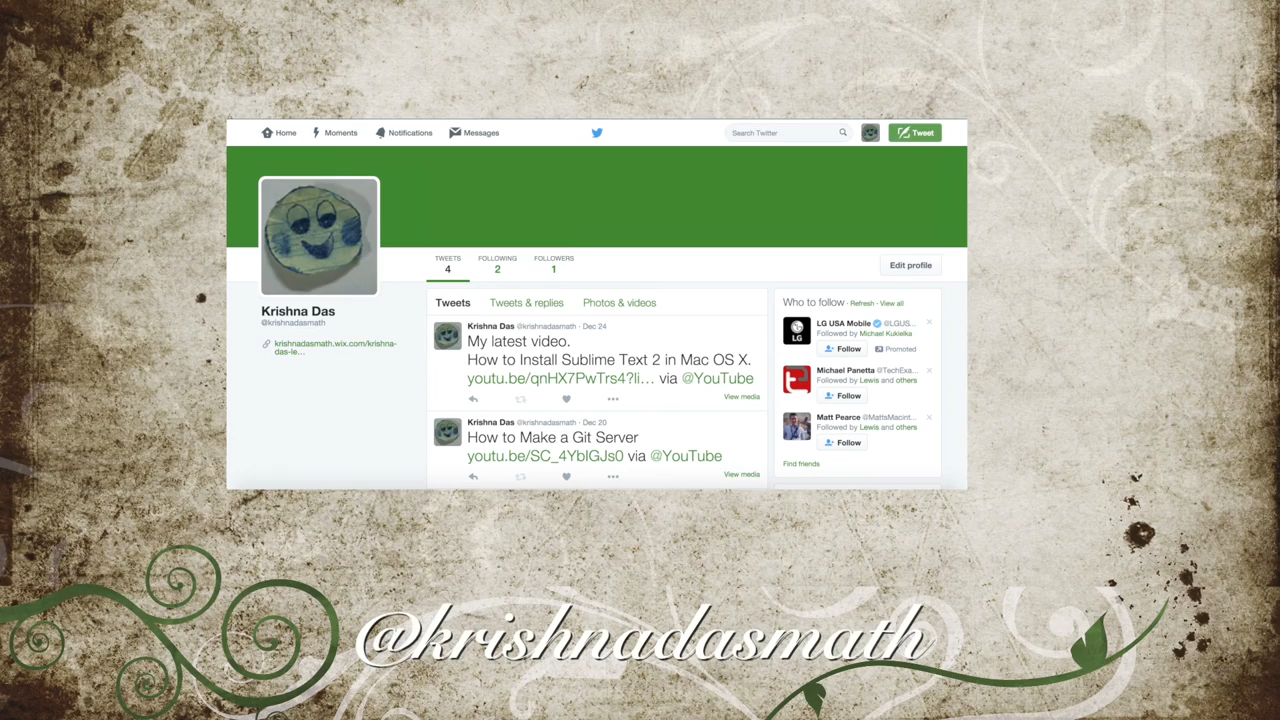 Home Moments Notifications Messages
Search Twitter
Tweet
TWEETS FOLLOWING FOLLOWERS
4 2 1
Edit profile
Krishna Das
@krishnadasmath
krishnadasmath.wix.com/krishna-
das-le…
Tweets Tweets & replies Photos & videos
Krishna Das @krishnadasmath · Dec 24
My latest video.
How to Install Sublime Text 2 in Mac OS X.
youtu.be/qnHX7PwTrs4?li… via @YouTube
View media
Krishna Das @krishnadasmath · Dec 20
How to Make a Git Server
youtu.be/SC_4YbIGJs0 via @YouTube
View media
Who to follow · Refresh · View all
LG
LG USA Mobile @LGUS...
Followed by Michael Kukielka
Follow Promoted
Michael Panetta @TechExa...
Followed by Lewis and others
Follow
Matt Pearce @MattsMacint...
Followed by Lewis and others
Follow
Find friends
@krishnadasmath